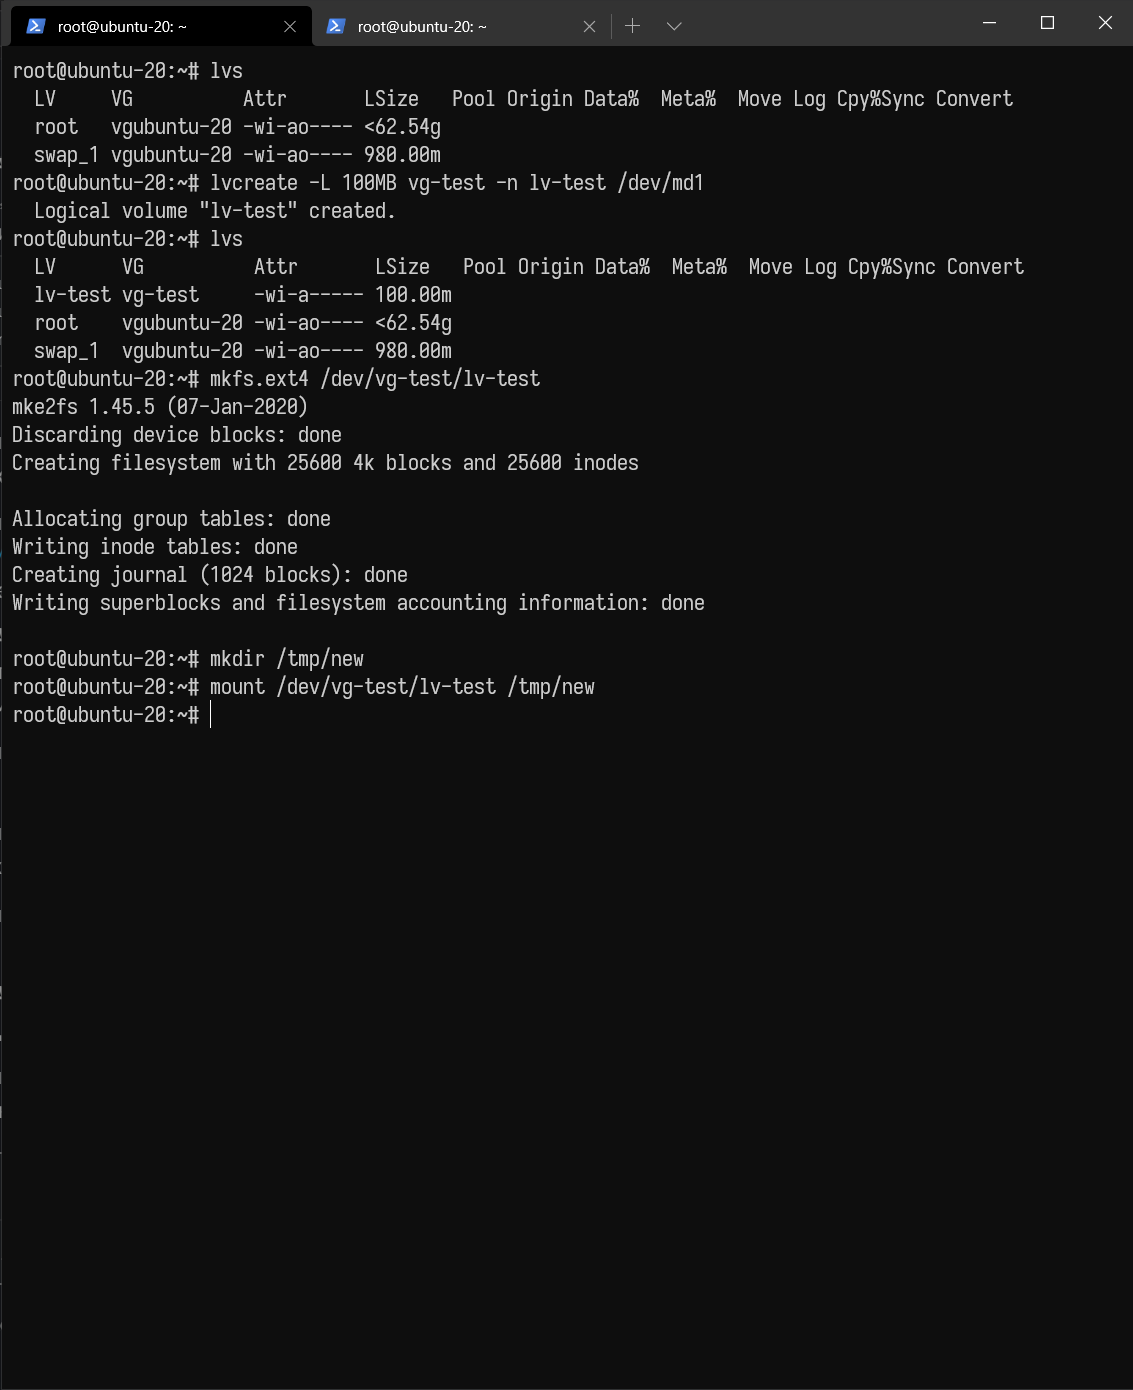 root@ubuntu-20: ~ root@ubuntu-20: ~
root@ubuntu-20:~# lvs
  LV     VG          Attr       LSize   Pool Origin Data%  Meta%  Move Log Cpy%Sync Convert
  root   vgubuntu-20 -wi-ao---- <62.54g
  swap_1 vgubuntu-20 -wi-ao---- 980.00m
root@ubuntu-20:~# lvcreate -L 100MB vg-test -n lv-test /dev/md1
  Logical volume "lv-test" created.
root@ubuntu-20:~# lvs
  LV      VG          Attr       LSize   Pool Origin Data%  Meta%  Move Log Cpy%Sync Convert
  lv-test vg-test     -wi-a----- 100.00m
  root    vgubuntu-20 -wi-ao---- <62.54g
  swap_1  vgubuntu-20 -wi-ao---- 980.00m
root@ubuntu-20:~# mkfs.ext4 /dev/vg-test/lv-test
mke2fs 1.45.5 (07-Jan-2020)
Discarding device blocks: done
Creating filesystem with 25600 4k blocks and 25600 inodes

Allocating group tables: done
Writing inode tables: done
Creating journal (1024 blocks): done
Writing superblocks and filesystem accounting information: done

root@ubuntu-20:~# mkdir /tmp/new
root@ubuntu-20:~# mount /dev/vg-test/lv-test /tmp/new
root@ubuntu-20:~#